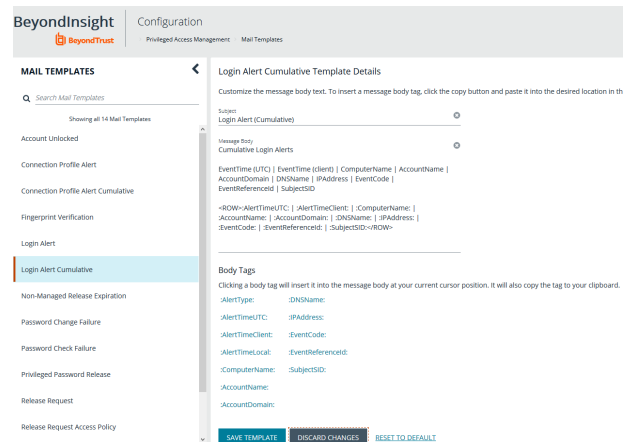 BeyondInsight
BeyondTrust
Configuration
Privileged Access Management Mail Templates
MAIL TEMPLATES
Search Mail Templates
Showing all 14 Mail Templates
Account Unlocked
Connection Profile Alert
Connection Profile Alert Cumulative
Fingerprint Verification
Login Alert
Login Alert Cumulative
Non-Managed Release Expiration
Password Change Failure
Password Check Failure
Privileged Password Release
Release Request
Release Request Access Policy
Login Alert Cumulative Template Details
Customize the message body text. To insert a message body tag, click the copy button and paste it into the desired location in th
Subject
Login Alert (Cumulative)
Message Body
Cumulative Login Alerts
EventTime (UTC) | EventTime (client) | ComputerName | AccountName |
AccountDomain | DNSName | IPAddress | EventCode |
EventReferenceId | SubjectSID
<ROW>:AlertTimeUTC: | :AlertTimeClient: | :ComputerName: |
:AccountName: | :AccountDomain: | :DNSName: | :IPAddress: |
:EventCode: | :EventReferenceId: | :SubjectSID:</ROW>
Body Tags
Clicking a body tag will insert it into the message body at your current cursor position. It will also copy the tag to your clipboard.
:AlertType: :DNSName:
:AlertTimeUTC: :IPAddress:
:AlertTimeClient: :EventCode:
:AlertTimeLocal: :EventReferenceId:
:ComputerName: :SubjectSID:
:AccountName:
:AccountDomain:
SAVE TEMPLATE DISCARD CHANGES RESET TO DEFAULT